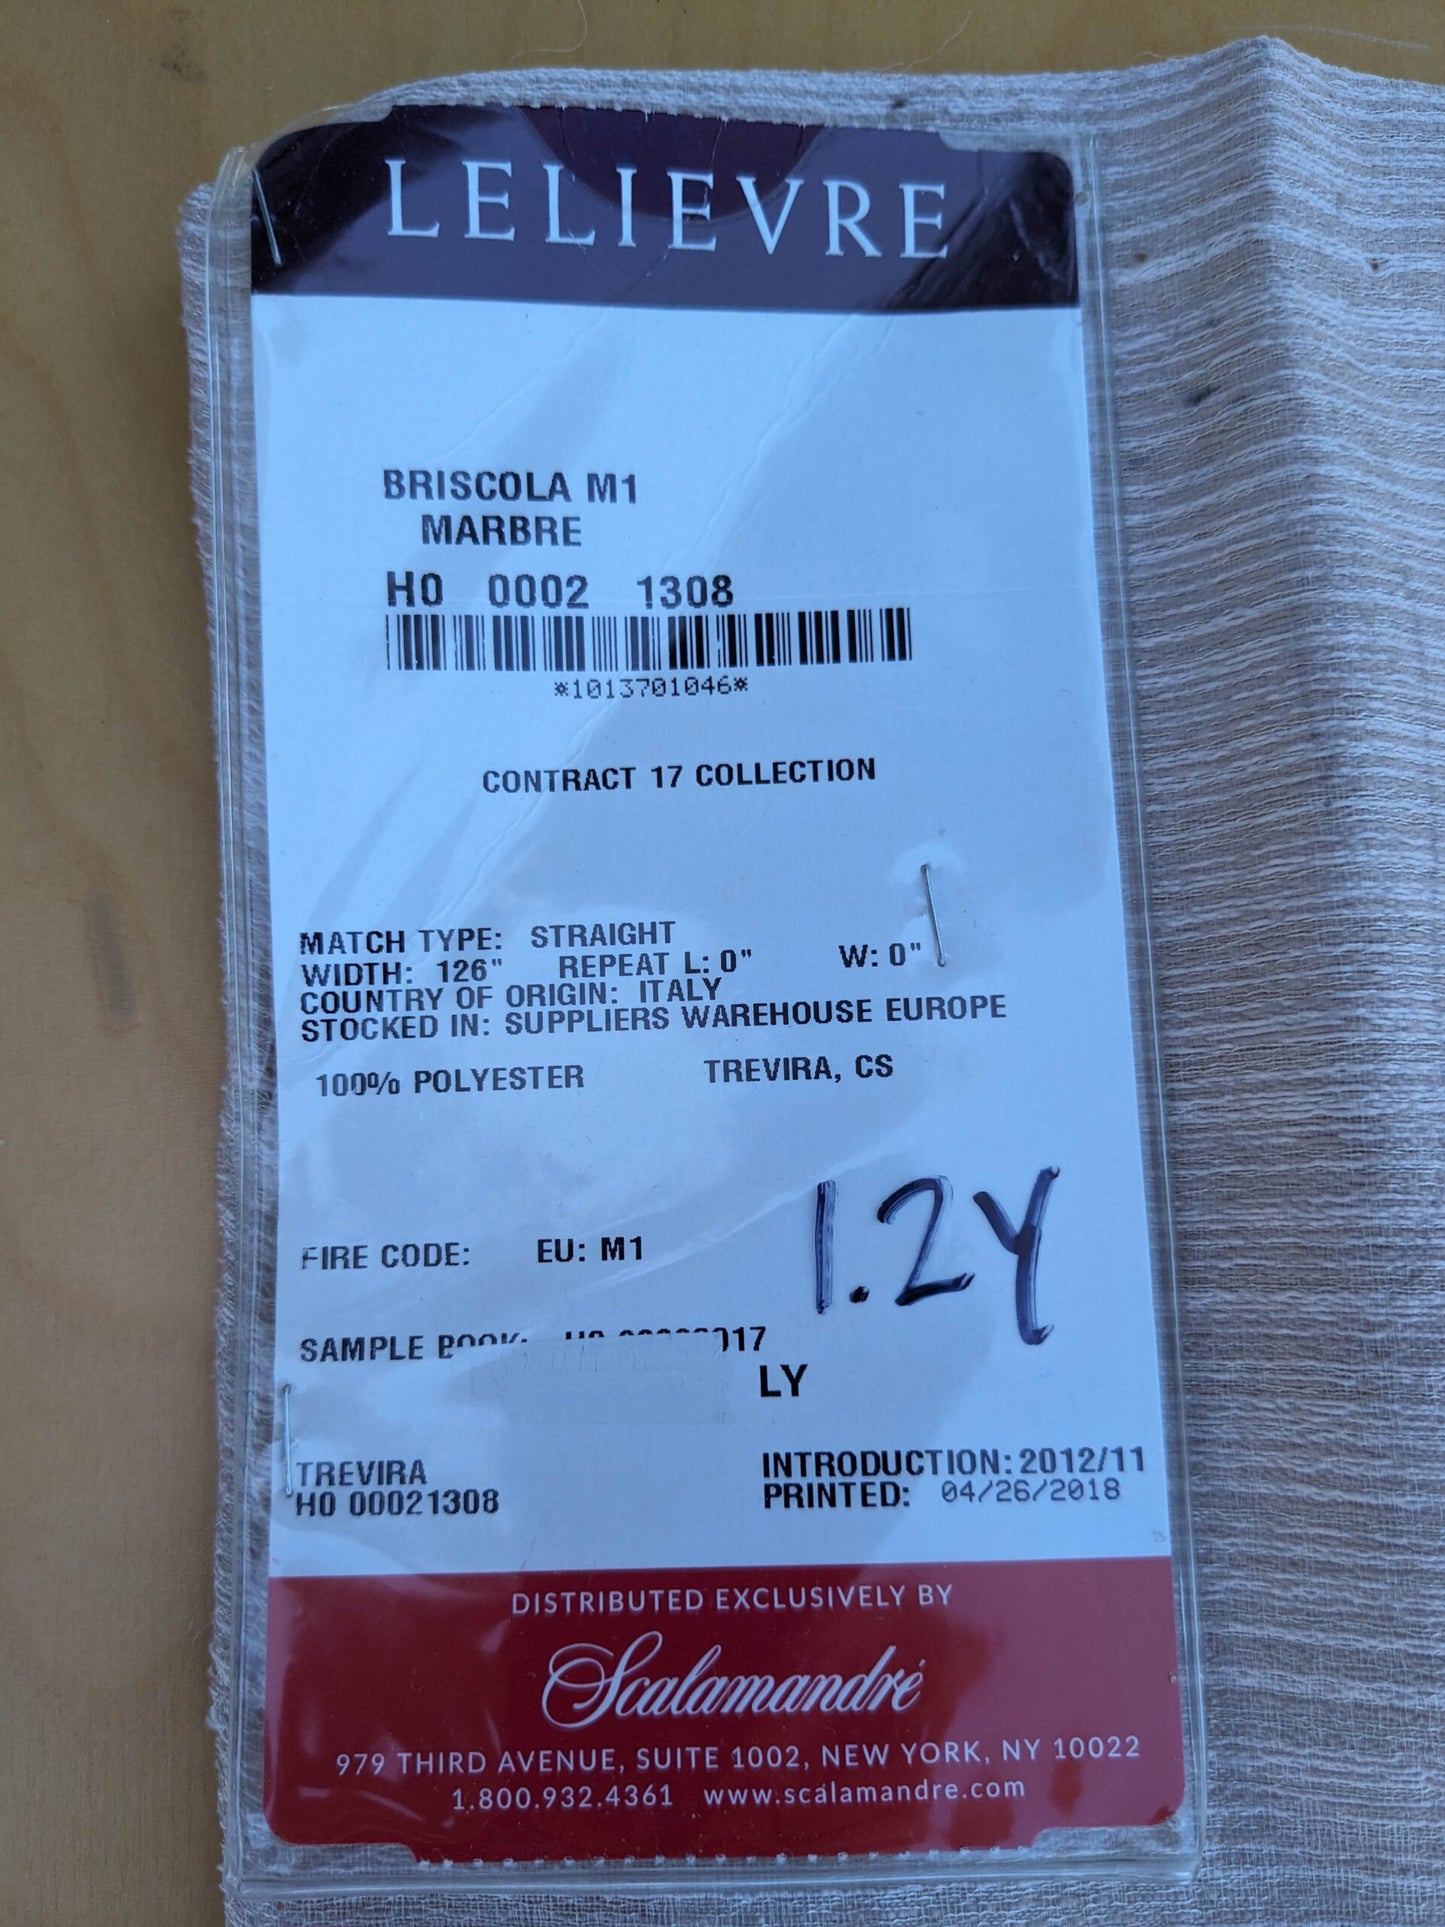 LELIEVRE
BRISCOLA M1
MARBRE
H0 0002 1308
*1013701046*
CONTRACT 17 COLLECTION
MATCH TYPE: STRAIGHT
WIDTH: 126" REPEAT L: 0" W: 0"
COUNTRY OF ORIGIN: ITALY
STOCKED IN: SUPPLIERS WAREHOUSE EUROPE
100% POLYESTER TREVIRA, CS
1.2Y
FIRE CODE: EU: M1
SAMPLE
LY
TREVIRA INTRODUCTION: 2012/11
H0 00021308 PRINTED: 04/26/2018
DISTRIBUTED EXCLUSIVELY BY
Scalamandré
979 THIRD AVENUE, SUITE 1002, NEW YORK, NY 10022
1.800.932.4361 www.scalamandre.com